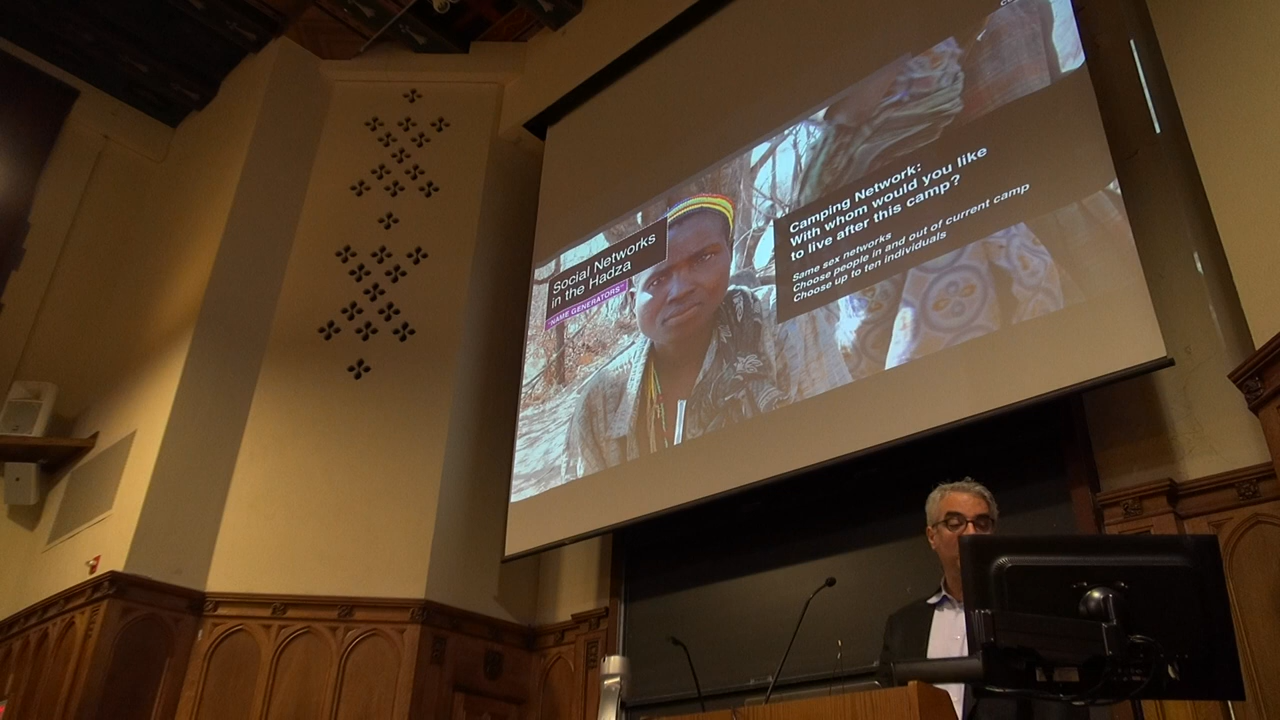 Social Networks
in the Hadza
"NAME GENERATORS"
Camping Network:
With whom would you like
to live after this camp?
Same sex networks
Choose people in and out of current camp
Choose up to ten individuals